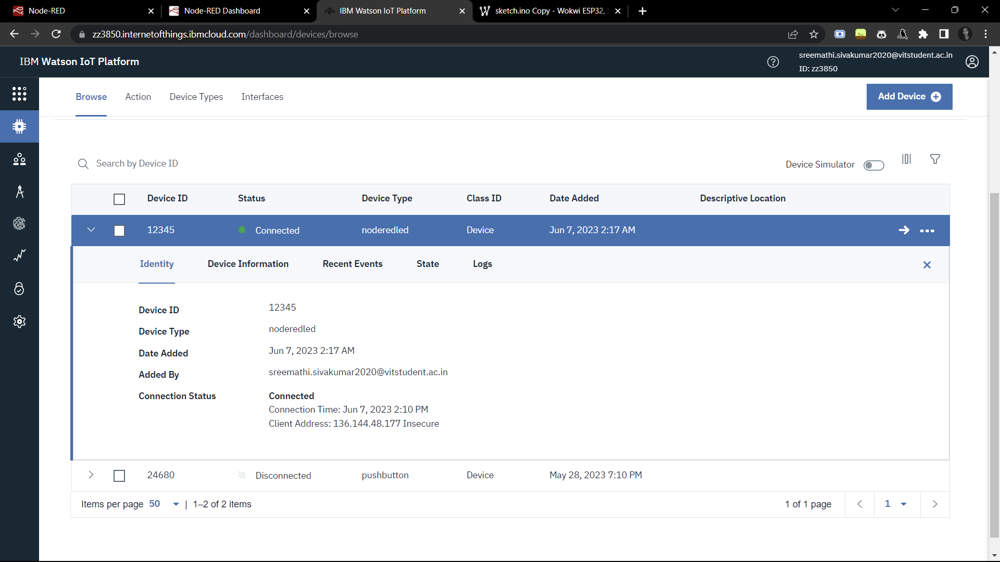 Node-RED
Node-RED Dashboard
IBM Watson IoT Platform
sketch.ino Copy - Wokwi ESP32,
zz3850.internetofthings.ibmcloud.com/dashboard/devices/browse
IBM Watson IoT Platform
sreemathi.sivakumar2020@vitstudent.ac.in
ID: zz3850
Browse Action Device Types Interfaces
Add Device
Search by Device ID
Device Simulator
Device ID Status Device Type Class ID Date Added Descriptive Location
12345 Connected noderedled Device Jun 7, 2023 2:17 AM
Identity Device Information Recent Events State Logs
Device ID 12345
Device Type noderedled
Date Added Jun 7, 2023 2:17 AM
Added By sreemathi.sivakumar2020@vitstudent.ac.in
Connection Status Connected
Connection Time: Jun 7, 2023 2:10 PM
Client Address: 136.144.48.177 Insecure
24680 Disconnected pushbutton Device May 28, 2023 7:10 PM
Items per page 50 | 1–2 of 2 items
1 of 1 page 1